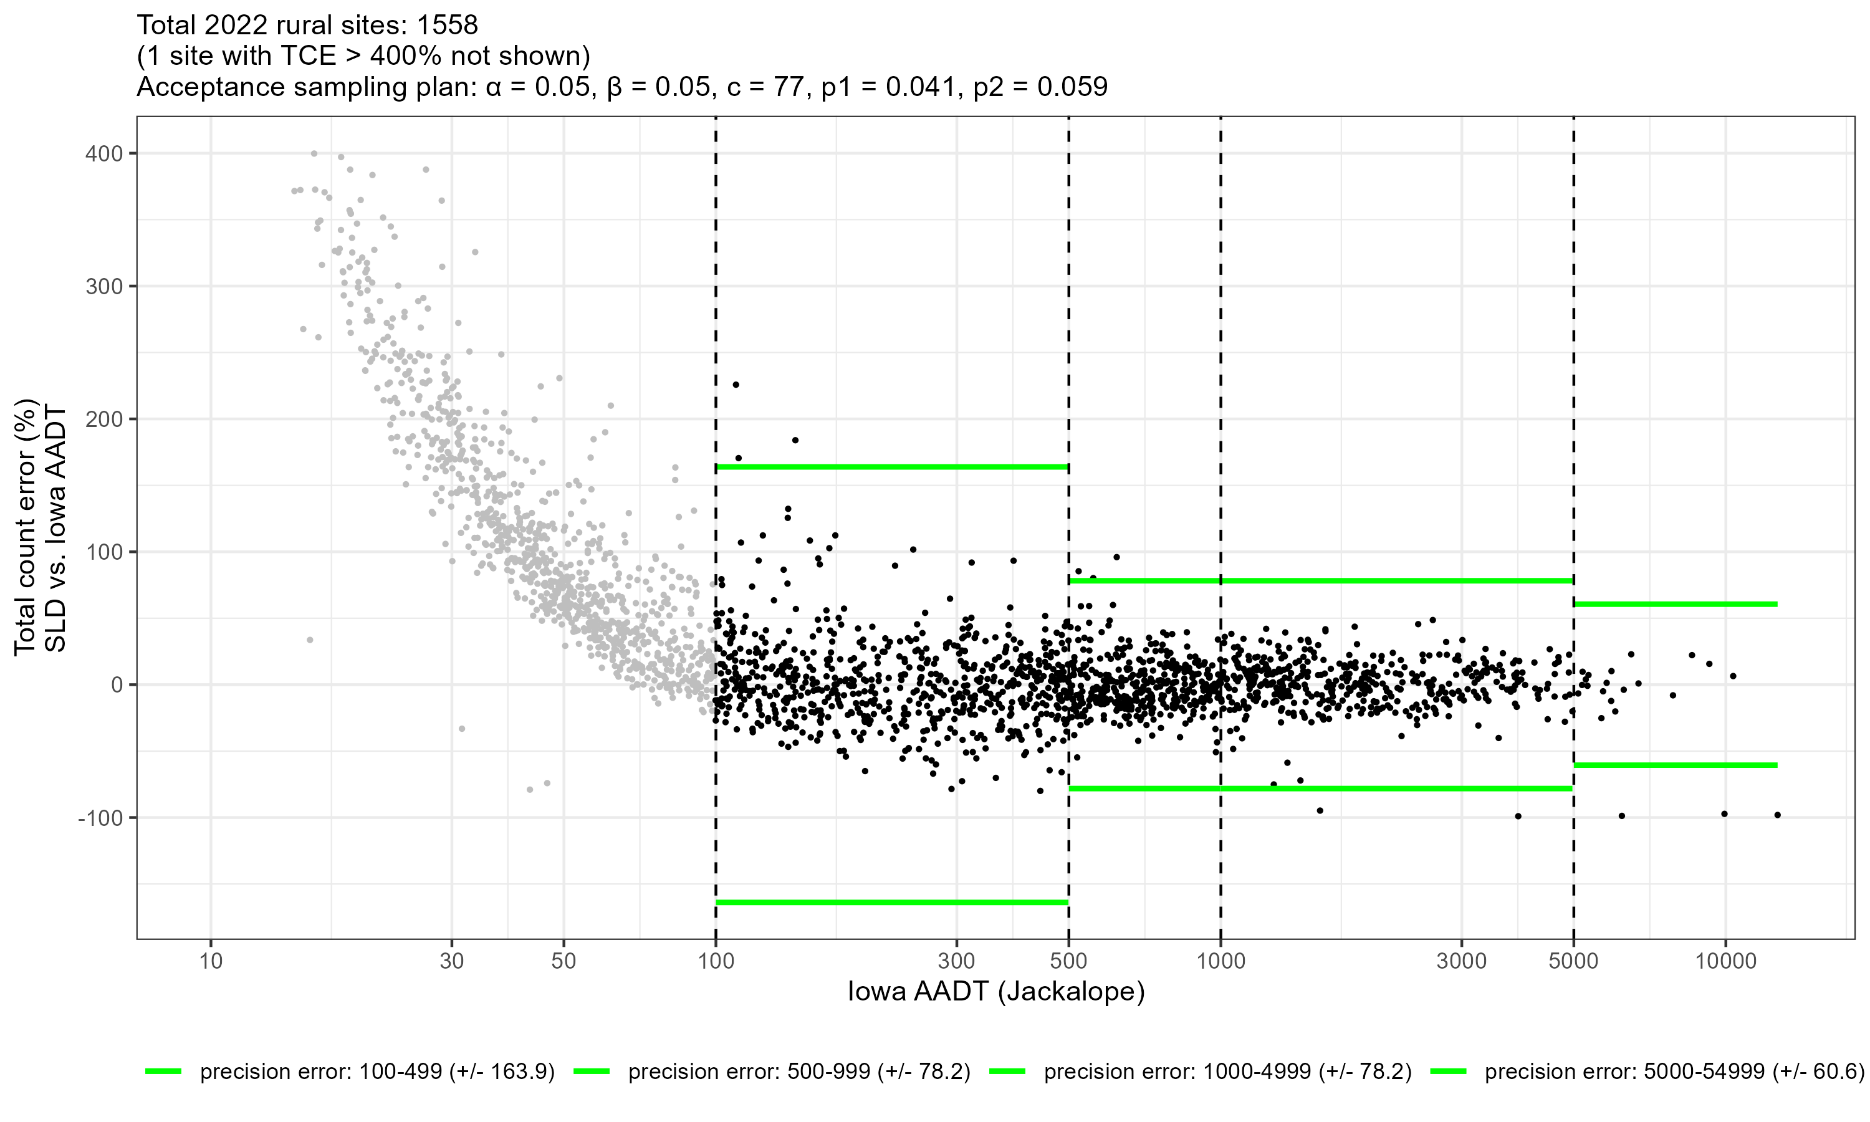 Total 2022 rural sites: 1558
(1 site with TCE > 400% not shown)
Acceptance sampling plan: α = 0.05, β = 0.05, c = 77, p1 = 0.041, p2 = 0.059
Total count error (%)
SLD vs. Iowa AADT
400
300
200
100
0
-100
10 30 50 100 300 500 1000 3000 5000 10000
Iowa AADT (Jackalope)
precision error: 100-499 (+/- 163.9) precision error: 500-999 (+/- 78.2) precision error: 1000-4999 (+/- 78.2) precision error: 5000-54999 (+/- 60.6)